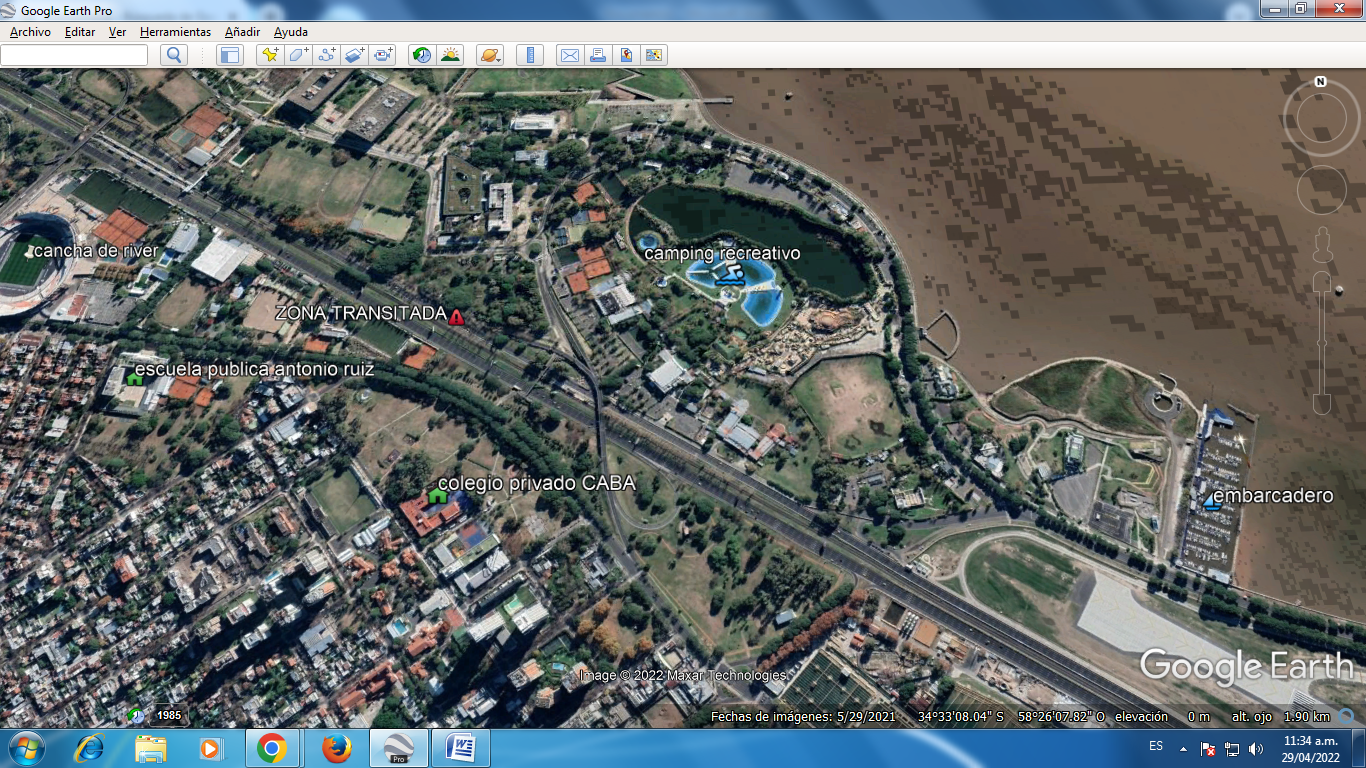 Google Earth Pro
Archivo Editar Ver Herramientas Añadir Ayuda
N
cancha de river
camping recreativo
ZONA TRANSITADA
escuela publica antonio ruiz
colegio privado CABA
embarcadero
Google Earth
Image © 2022 Maxar Technologies
1985
Fechas de imágenes: 5/29/2021 34°33'08.04" S 58°26'07.82" O elevación 0 m alt. ojo 1.90 km
Pro
ES
11:34 a.m.
29/04/2022